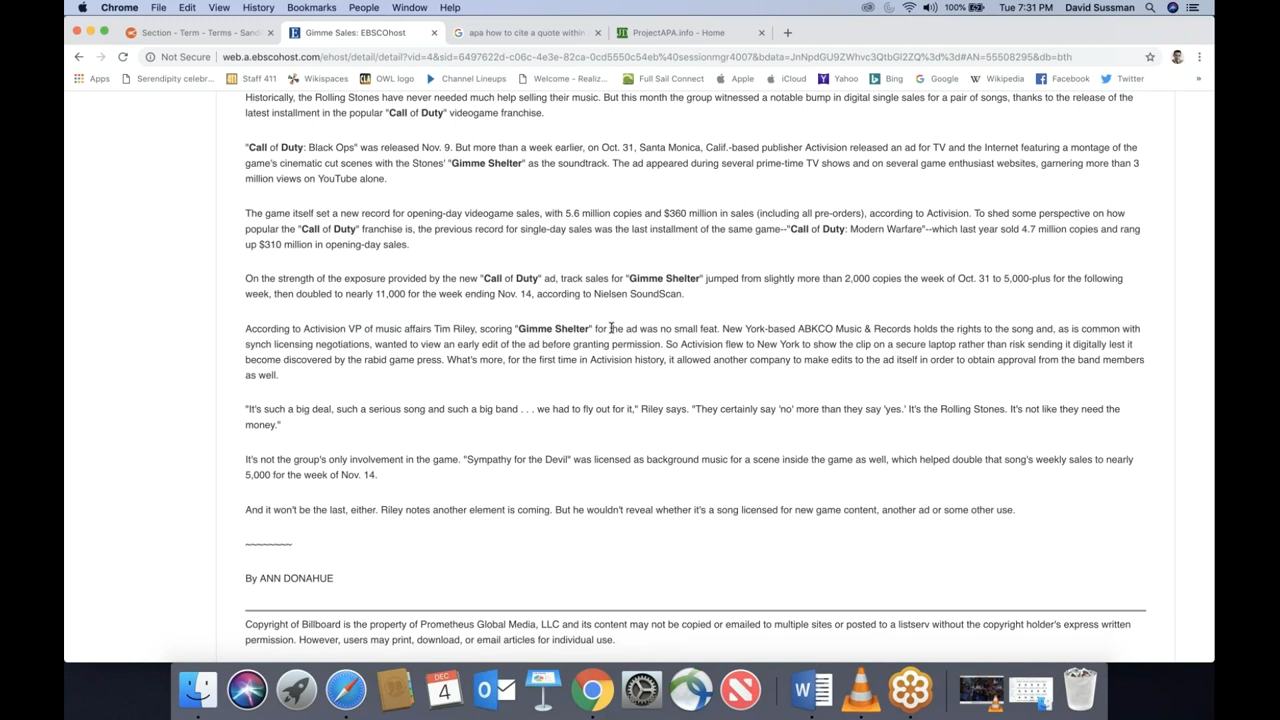 Chrome File Edit View History Bookmarks People Window Help 100% Tue 7:31 PM David Sussman
Section - Term - Terms - San Gimme Sales: EBSCOhost apa how to cite a quote within ProjectAPA.info - Home
Not Secure web.a.ebscohost.com/ehost/detail/detail?vid=4&sid=6497622d-c06c-4e3e-82ca-0cd5550c54eb%40sessionmgr4007&bdata=JnNpdGU9ZWhvc3QtbGl2ZQ%3d%3d#AN=55508295&db=bth
Apps Serendipity celebr... Staff 411 Wikispaces OWL logo Channel Lineups Welcome - Realiz... Full Sail Connect Apple iCloud Yahoo Bing Google Wikipedia Facebook Twitter »
Historically, the Rolling Stones have never needed much help selling their music. But this month the group witnessed a notable bump in digital single sales for a pair of songs, thanks to the release of the
latest installment in the popular "Call of Duty" videogame franchise.
"Call of Duty: Black Ops" was released Nov. 9. But more than a week earlier, on Oct. 31, Santa Monica, Calif.-based publisher Activision released an ad for TV and the Internet featuring a montage of the
game's cinematic cut scenes with the Stones' "Gimme Shelter" as the soundtrack. The ad appeared during several prime-time TV shows and on several game enthusiast websites, garnering more than 3
million views on YouTube alone.
The game itself set a new record for opening-day videogame sales, with 5.6 million copies and $360 million in sales (including all pre-orders), according to Activision. To shed some perspective on how
popular the "Call of Duty" franchise is, the previous record for single-day sales was the last installment of the same game--"Call of Duty: Modern Warfare"--which last year sold 4.7 million copies and rang
up $310 million in opening-day sales.
On the strength of the exposure provided by the new "Call of Duty" ad, track sales for "Gimme Shelter" jumped from slightly more than 2,000 copies the week of Oct. 31 to 5,000-plus for the following
week, then doubled to nearly 11,000 for the week ending Nov. 14, according to Nielsen SoundScan.
According to Activision VP of music affairs Tim Riley, scoring "Gimme Shelter" for the ad was no small feat. New York-based ABKCO Music & Records holds the rights to the song and, as is common with
synch licensing negotiations, wanted to view an early edit of the ad before granting permission. So Activision flew to New York to show the clip on a secure laptop rather than risk sending it digitally lest it
become discovered by the rabid game press. What's more, for the first time in Activision history, it allowed another company to make edits to the ad itself in order to obtain approval from the band members
as well.
"It's such a big deal, such a serious song and such a big band . . . we had to fly out for it," Riley says. "They certainly say 'no' more than they say 'yes.' It's the Rolling Stones. It's not like they need the
money."
It's not the group's only involvement in the game. "Sympathy for the Devil" was licensed as background music for a scene inside the game as well, which helped double that song's weekly sales to nearly
5,000 for the week of Nov. 14.
And it won't be the last, either. Riley notes another element is coming. But he wouldn't reveal whether it's a song licensed for new game content, another ad or some other use.
~~~~~~~~
By ANN DONAHUE
Copyright of Billboard is the property of Prometheus Global Media, LLC and its content may not be copied or emailed to multiple sites or posted to a listserv without the copyright holder's express written
permission. However, users may print, download, or email articles for individual use.
DEC
4